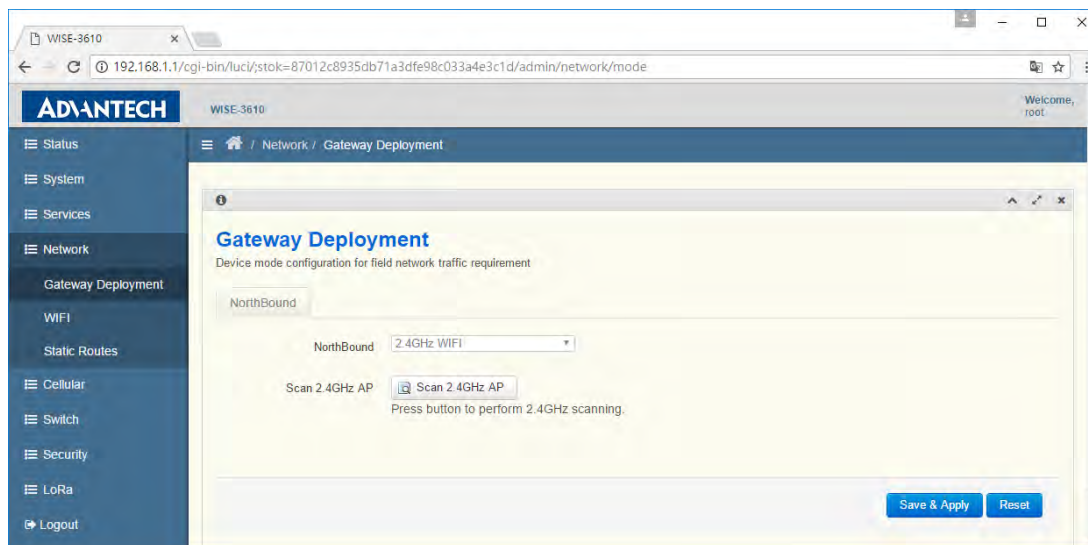 WISE-3610
192.168.1.1/cgi-bin/luci/;stok=87012c8935db71a3dfe98c033a4e3c1d/admin/network/mode
ADVANTECH
WISE-3610
Welcome,
root
Status
/ Network / Gateway Deployment
System
Services
Network
Gateway Deployment
WIFI
Static Routes
Cellular
Switch
Security
LoRa
Logout
Gateway Deployment
Device mode configuration for field network traffic requirement
NorthBound
NorthBound 2.4GHz WIFI
Scan 2.4GHz AP Scan 2.4GHz AP
Press button to perform 2.4GHz scanning.
Save & Apply Reset